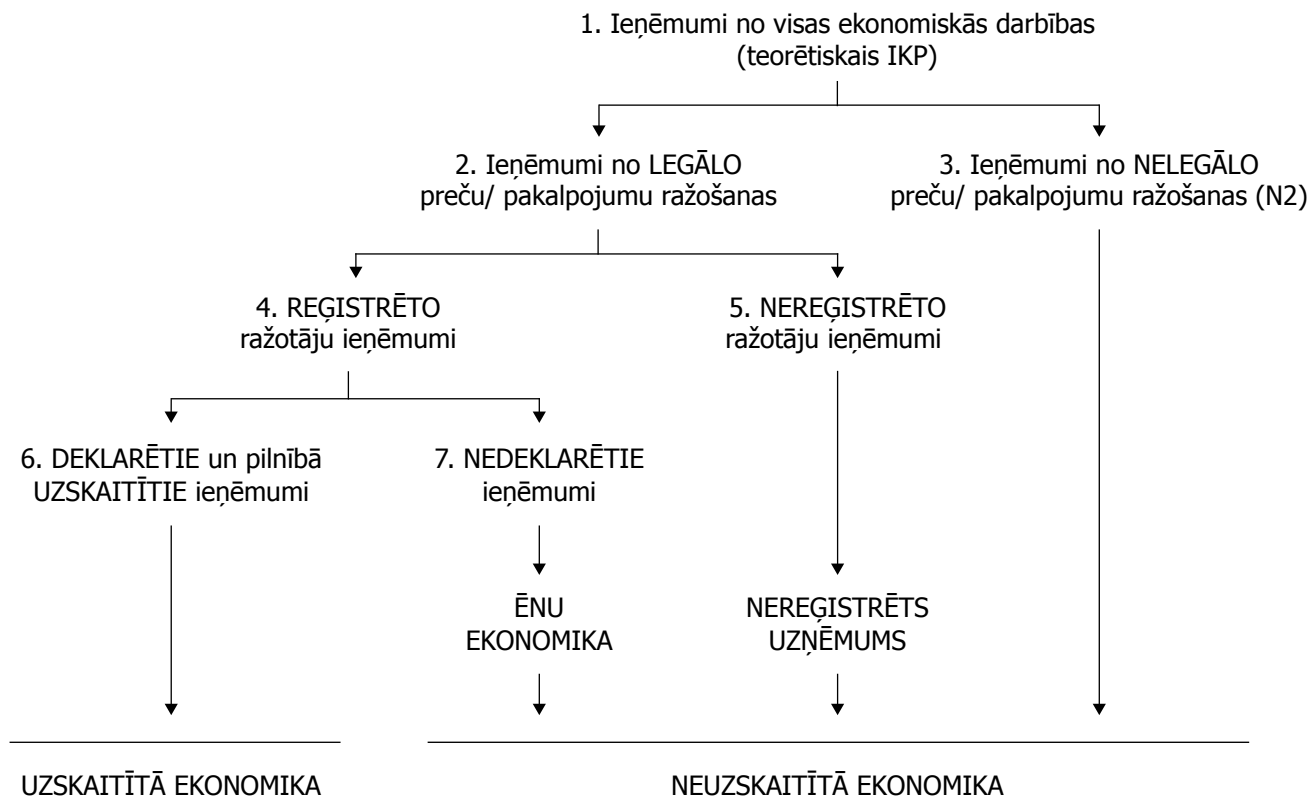 1. Ieņēmumi no visas ekonomiskās darbības
(teorētiskais IKP)
2. Ieņēmumi no LEGĀLO
preču/ pakalpojumu ražošanas
3. Ieņēmumi no NELEGĀLO
preču/ pakalpojumu ražošanas (N2)
4. REĢISTRĒTO
ražotāju ieņēmumi
5. NEREĢISTRĒTO
ražotāju ieņēmumi
6. DEKLARĒTIE un pilnībā
UZSKAITĪTIE ieņēmumi
7. NEDEKLARĒTIE
ieņēmumi
ĒNU
EKONOMIKA
NEREĢISTRĒTS
UZŅĒMUMS
UZSKAITĪTĀ EKONOMIKA
NEUZSKAITĪTĀ EKONOMIKA